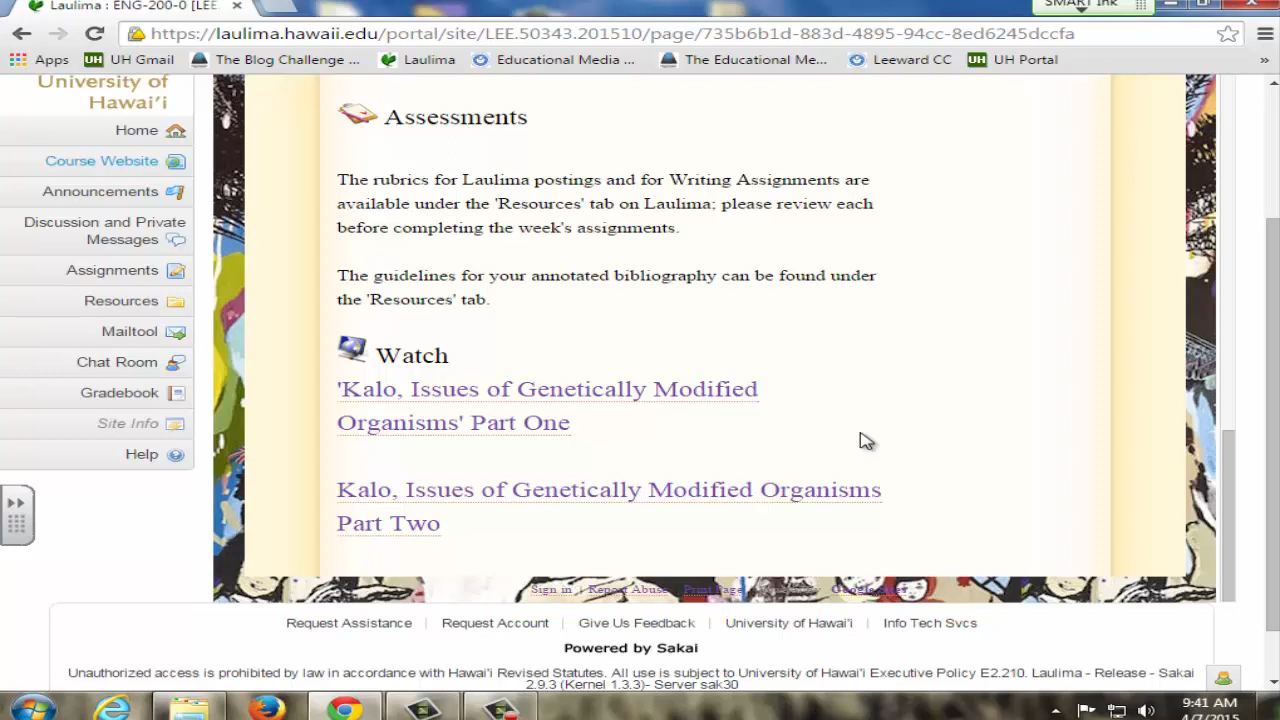 Laulima : ENG-200-0 [LEE.
SMART Ink
https://laulima.hawaii.edu/portal/site/LEE.50343.201510/page/735b6b1d-883d-4895-94cc-8ed6245dccfa
Apps UH UH Gmail The Blog Challenge ... Laulima Educational Media ... The Educational Me... Leeward CC UH UH Portal »
University of
Hawai'i
Home
Course Website
Announcements
Discussion and Private
Messages
Assignments
Resources
Mailtool
Chat Room
Gradebook
Site Info
Help
Assessments
The rubrics for Laulima postings and for Writing Assignments are
available under the 'Resources' tab on Laulima; please review each
before completing the week's assignments.
The guidelines for your annotated bibliography can be found under
the 'Resources' tab.
Watch
'Kalo, Issues of Genetically Modified
Organisms' Part One
Kalo, Issues of Genetically Modified Organisms
Part Two
Sign in | Report Abuse Print Page
Request Assistance Request Account Give Us Feedback University of Hawai'i Info Tech Svcs
Powered by Sakai
Unauthorized access is prohibited by law in accordance with Hawai'i Revised Statutes. All use is subject to University of Hawai'i Executive Policy E2.210. Laulima - Release - Sakai
2.9.3 (Kernel 1.3.3)- Server sak30
9:41 AM
4/7/2015